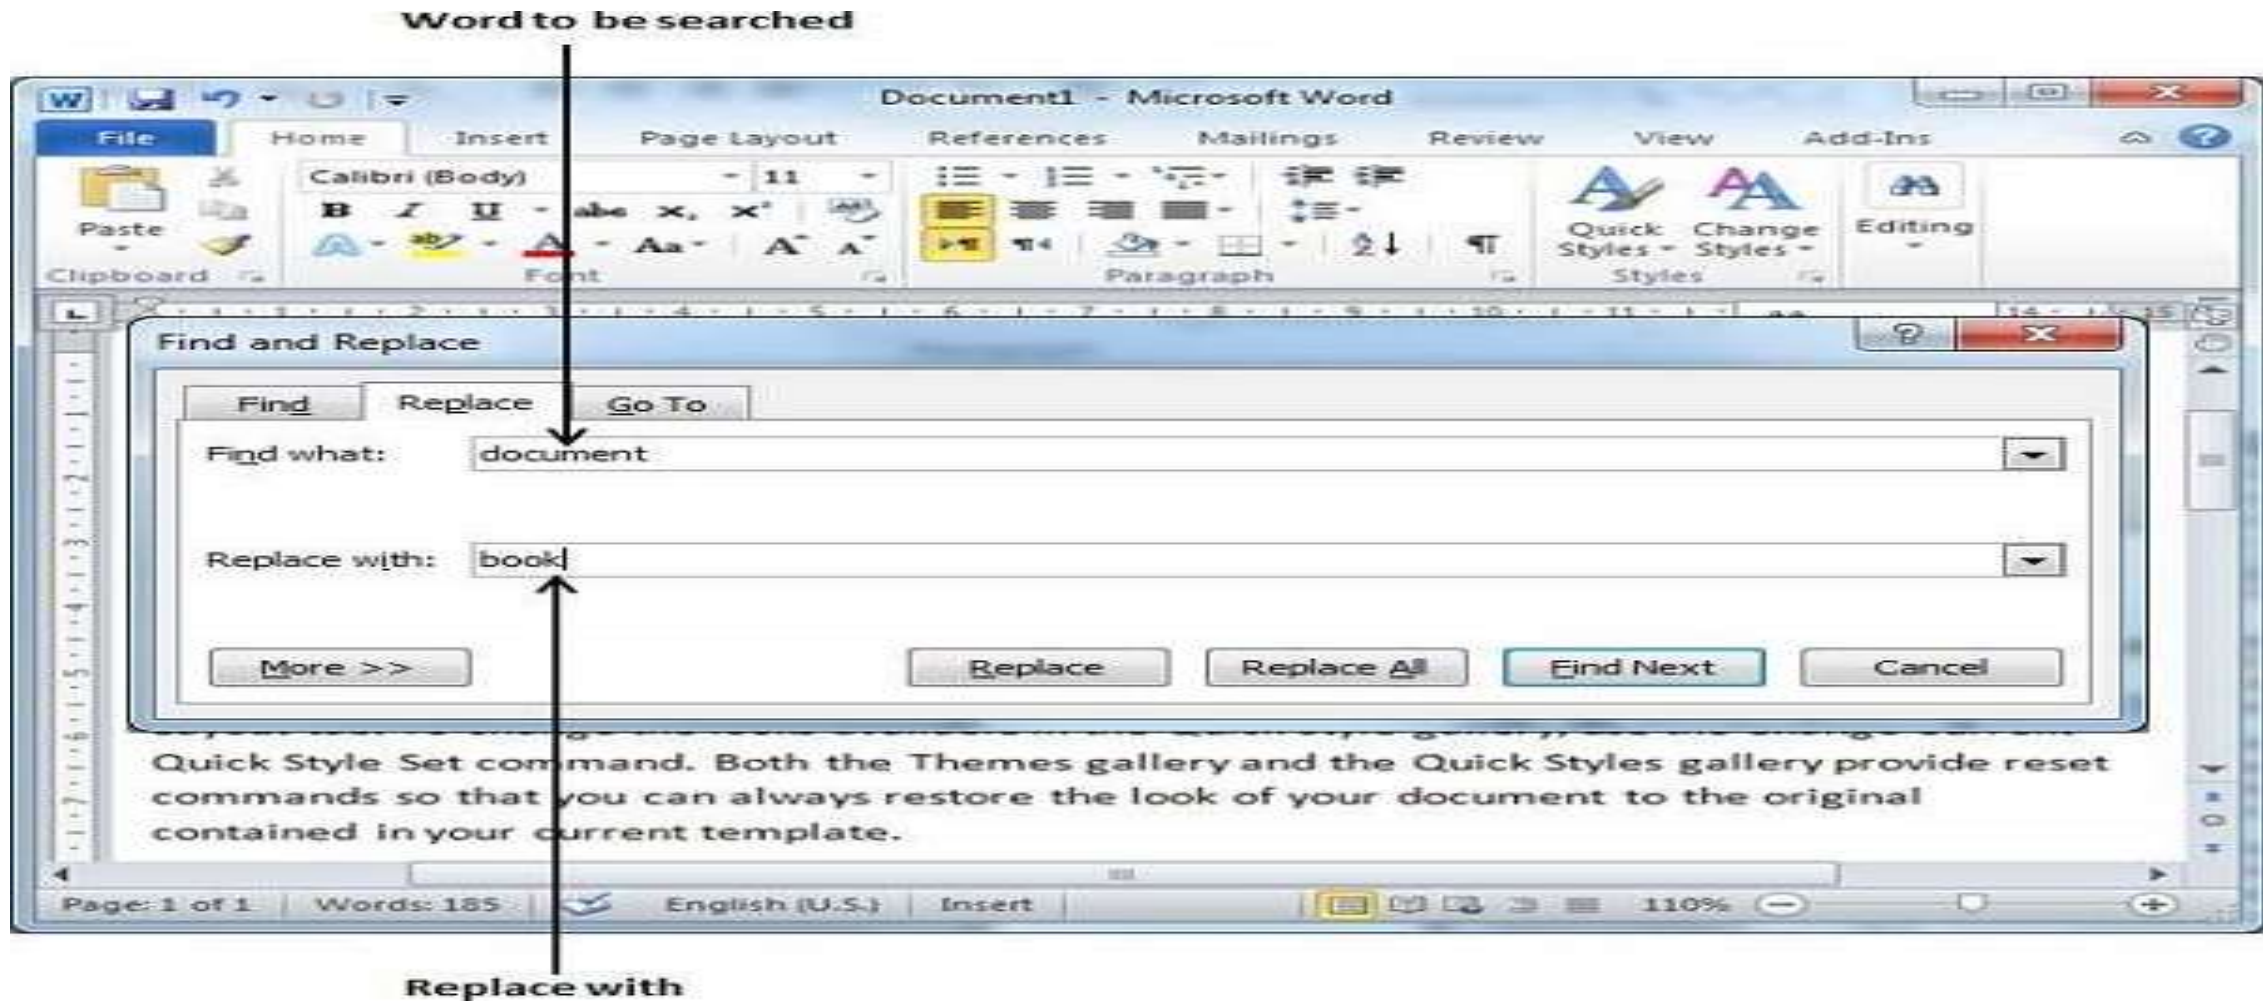 Word to be searched
Document1 - Microsoft Word
File Home Insert Page Layout References Mailings Review View Add-Ins
Calibri (Body) 11
B I U abc x, x²
Paste
Aa A A
Quick Styles Change Styles Editing
Clipboard Font Paragraph Styles
Find and Replace
Find Replace Go To
Find what: document
Replace with: book
More >> Replace Replace All Find Next Cancel
Quick Style Set command. Both the Themes gallery and the Quick Styles gallery provide reset
commands so that you can always restore the look of your document to the original
contained in your current template.
Page: 1 of 1 Words: 185 English (U.S.) Insert 110%
Replace with